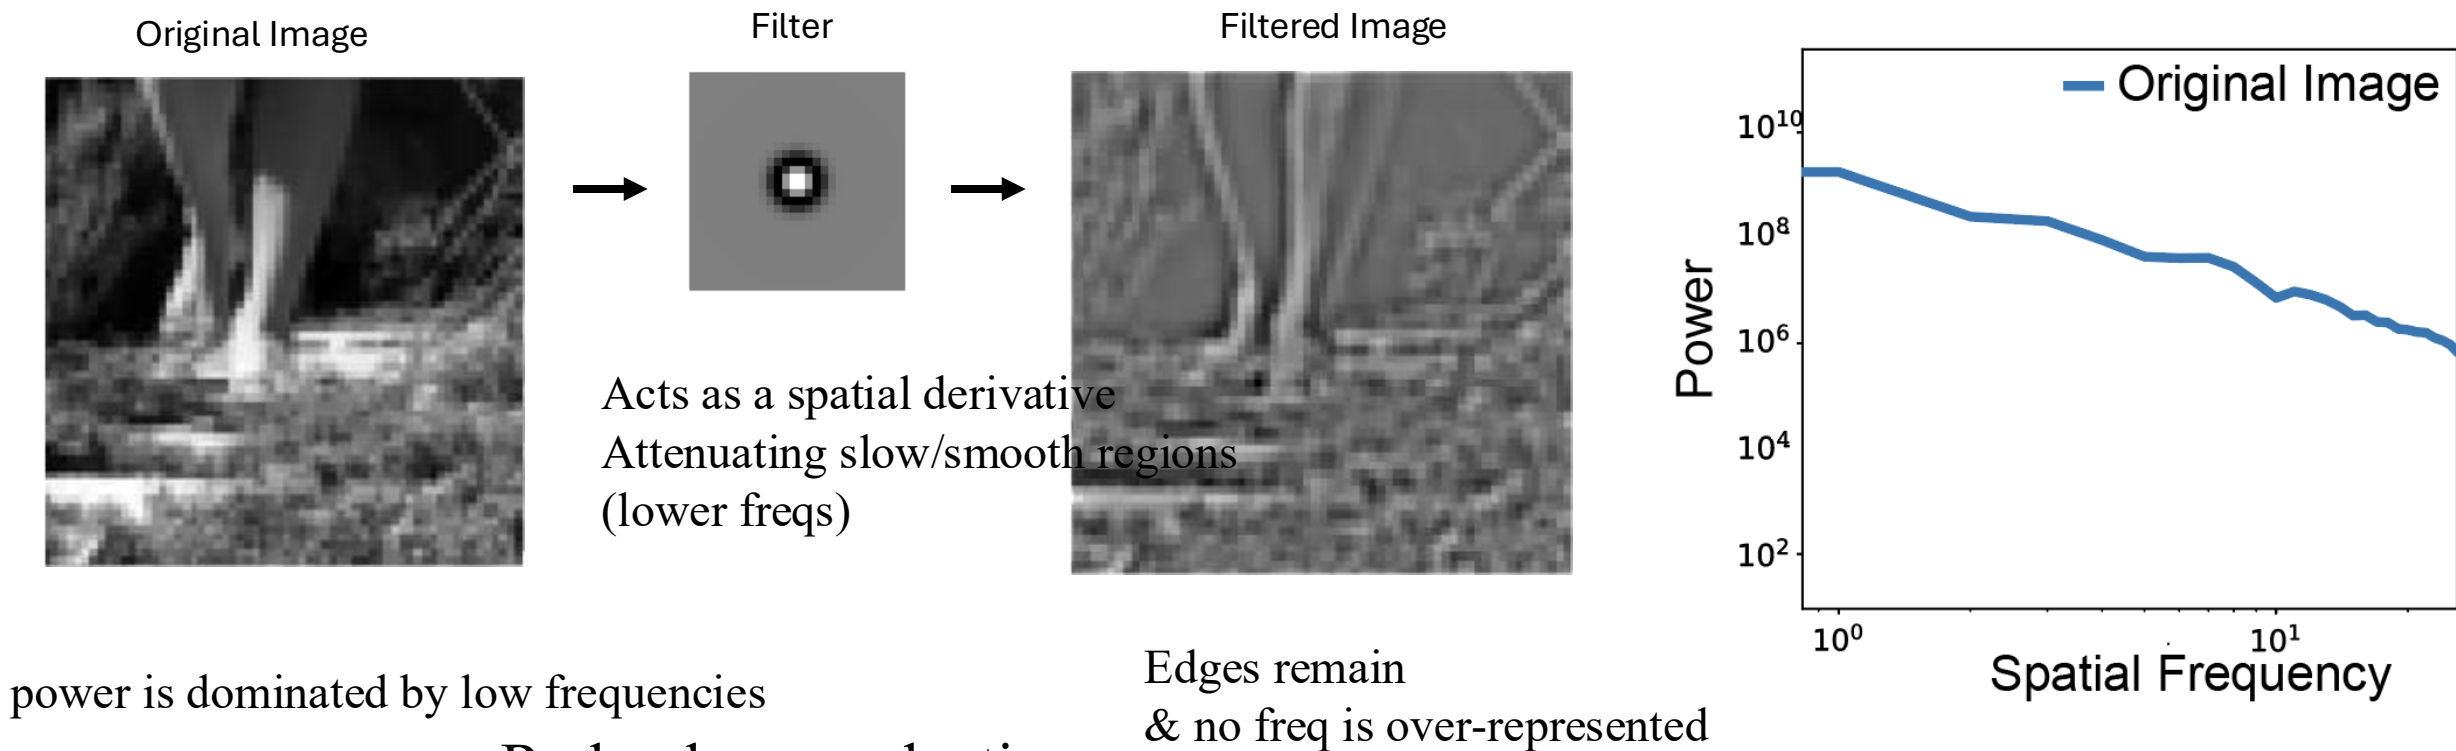 Original Image
Filter
Filtered Image
Acts as a spatial derivative
Attenuating slow/smooth regions
(lower freqs)
power is dominated by low frequencies
Edges remain
& no freq is over-represented
Original Image
Power
10¹⁰
10⁸
10⁶
10⁴
10²
10⁰
10¹
Spatial Frequency